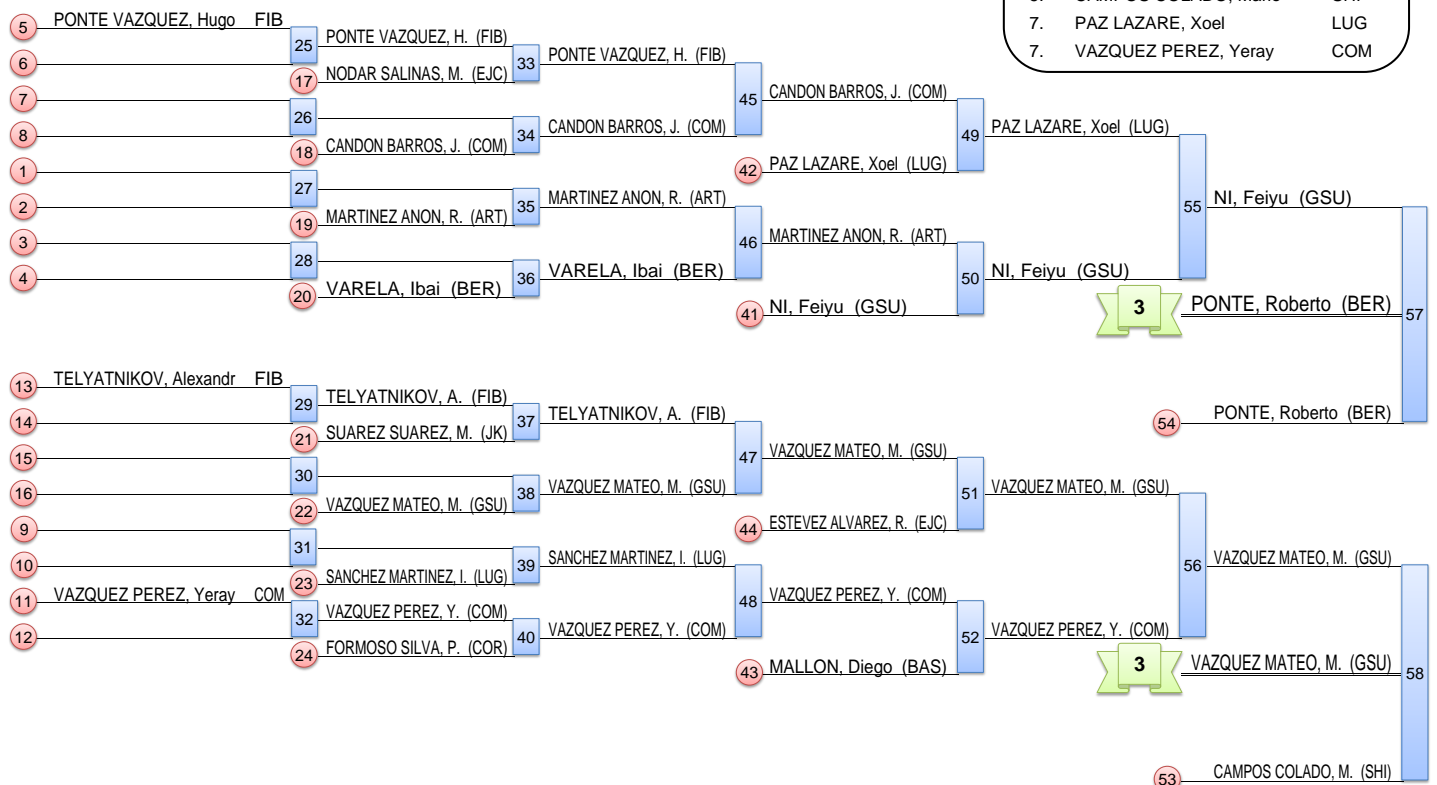 5. CAMPOS COLADO, Mario SHI
7. PAZ LAZARE, Xoel LUG
7. VAZQUEZ PEREZ, Yeray COM
5 PONTE VAZQUEZ, Hugo FIB
25 PONTE VAZQUEZ, H. (FIB)
33 PONTE VAZQUEZ, H. (FIB)
6
17 NODAR SALINAS, M. (EJC)
45 CANDON BARROS, J. (COM)
7
26
34 CANDON BARROS, J. (COM)
49 PAZ LAZARE, Xoel (LUG)
8
18 CANDON BARROS, J. (COM)
42 PAZ LAZARE, Xoel (LUG)
1
27
35 MARTINEZ ANON, R. (ART)
55 NI, Feiyu (GSU)
2
19 MARTINEZ ANON, R. (ART)
46 MARTINEZ ANON, R. (ART)
3
28
36 VARELA, Ibai (BER)
50 NI, Feiyu (GSU)
4
20 VARELA, Ibai (BER)
41 NI, Feiyu (GSU)
3 PONTE, Roberto (BER)
57
13 TELYATNIKOV, Alexandr FIB
29 TELYATNIKOV, A. (FIB)
37 TELYATNIKOV, A. (FIB)
14
21 SUAREZ SUAREZ, M. (JK)
54 PONTE, Roberto (BER)
47 VAZQUEZ MATEO, M. (GSU)
15
30
38 VAZQUEZ MATEO, M. (GSU)
51 VAZQUEZ MATEO, M. (GSU)
16
22 VAZQUEZ MATEO, M. (GSU)
44 ESTEVEZ ALVAREZ, R. (EJC)
9
31
39 SANCHEZ MARTINEZ, I. (LUG)
56 VAZQUEZ MATEO, M. (GSU)
10
23 SANCHEZ MARTINEZ, I. (LUG)
48 VAZQUEZ PEREZ, Y. (COM)
11 VAZQUEZ PEREZ, Yeray COM
32 VAZQUEZ PEREZ, Y. (COM)
40 VAZQUEZ PEREZ, Y. (COM)
52 VAZQUEZ PEREZ, Y. (COM)
12
24 FORMOSO SILVA, P. (COR)
43 MALLON, Diego (BAS)
3 VAZQUEZ MATEO, M. (GSU)
58
53 CAMPOS COLADO, M. (SHI)